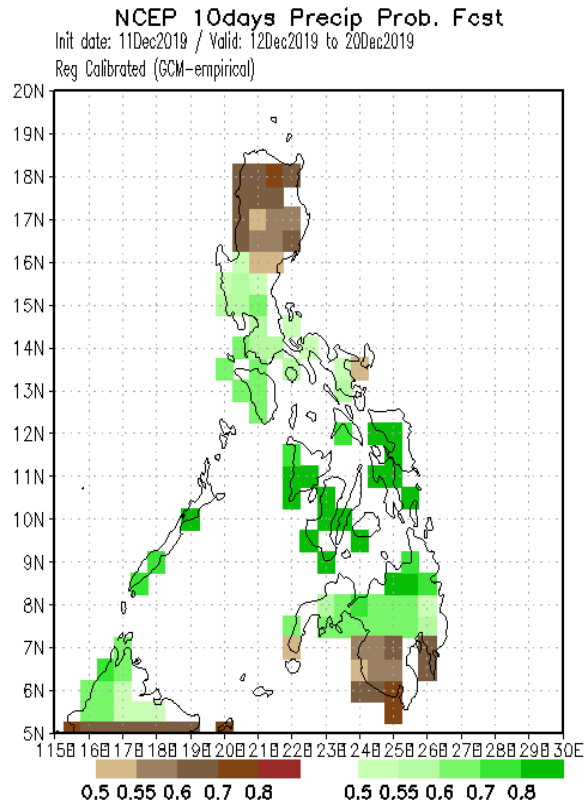 NCEP 10days Precip Prob. Fcst
Init date: 11Dec2019 / Valid: 12Dec2019 to 20Dec2019
Reg Calibrated (GCM-empirical)
20N
19N
18N
17N
16N
15N
14N
13N
12N
11N
10N
9N
8N
7N
6N
5N
115E 116E 117E 118E 119E 120E 121E 122E 123E 124E 125E 126E 127E 128E 129E 130E
0.5 0.55 0.6 0.7 0.8 0.5 0.55 0.6 0.7 0.8